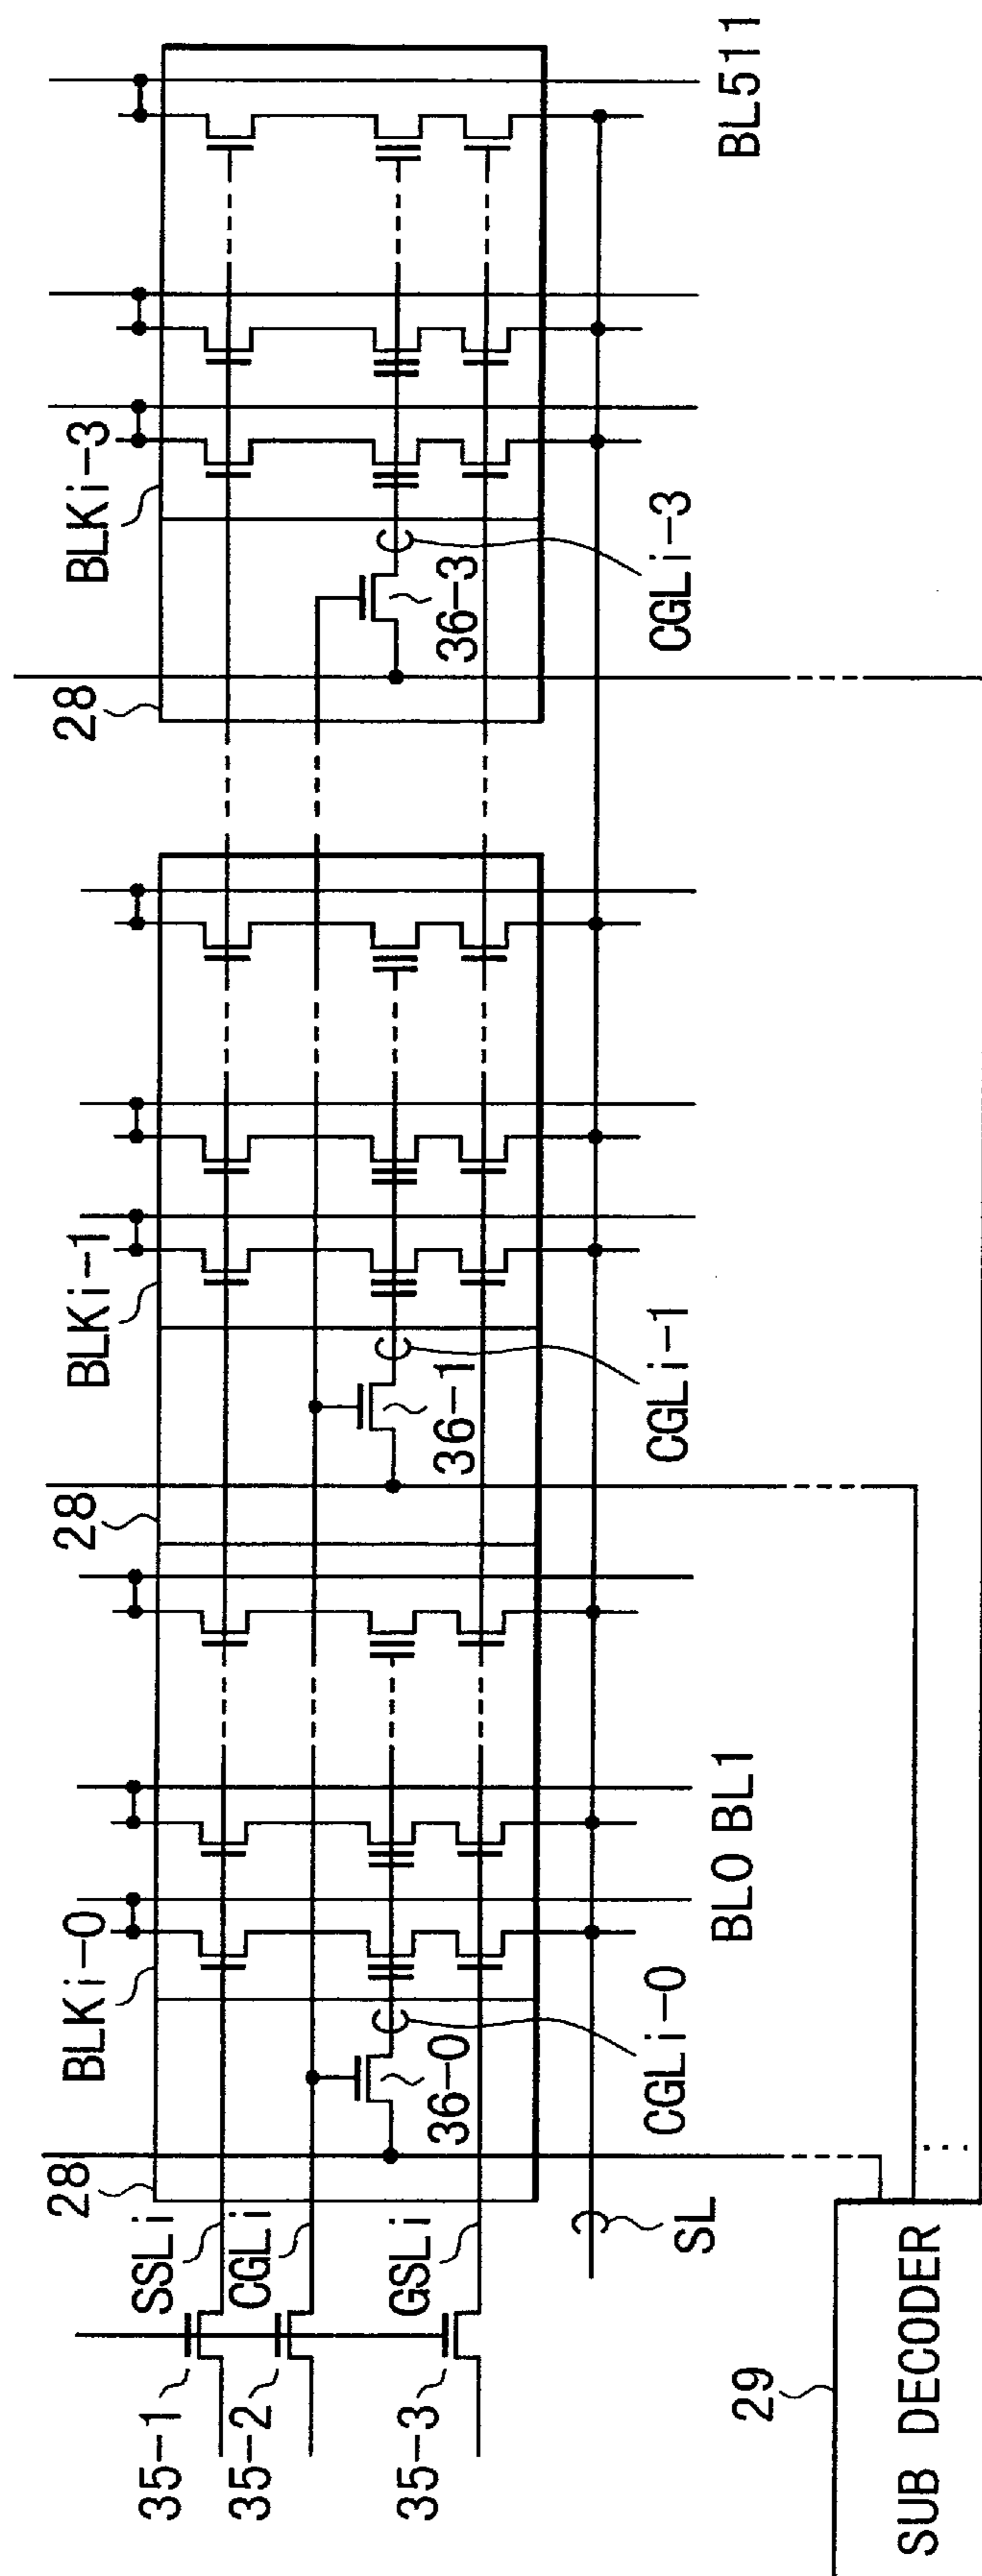 BLKi-0
BLKi-1
BLKi-3
28
28
28
35-1
SSLi
35-2
CGLi
35-3
GSLi
36-0
36-1
36-3
CGLi-0
CGLi-1
CGLi-3
SL
BL0 BL1
BL511
29
SUB DECODER